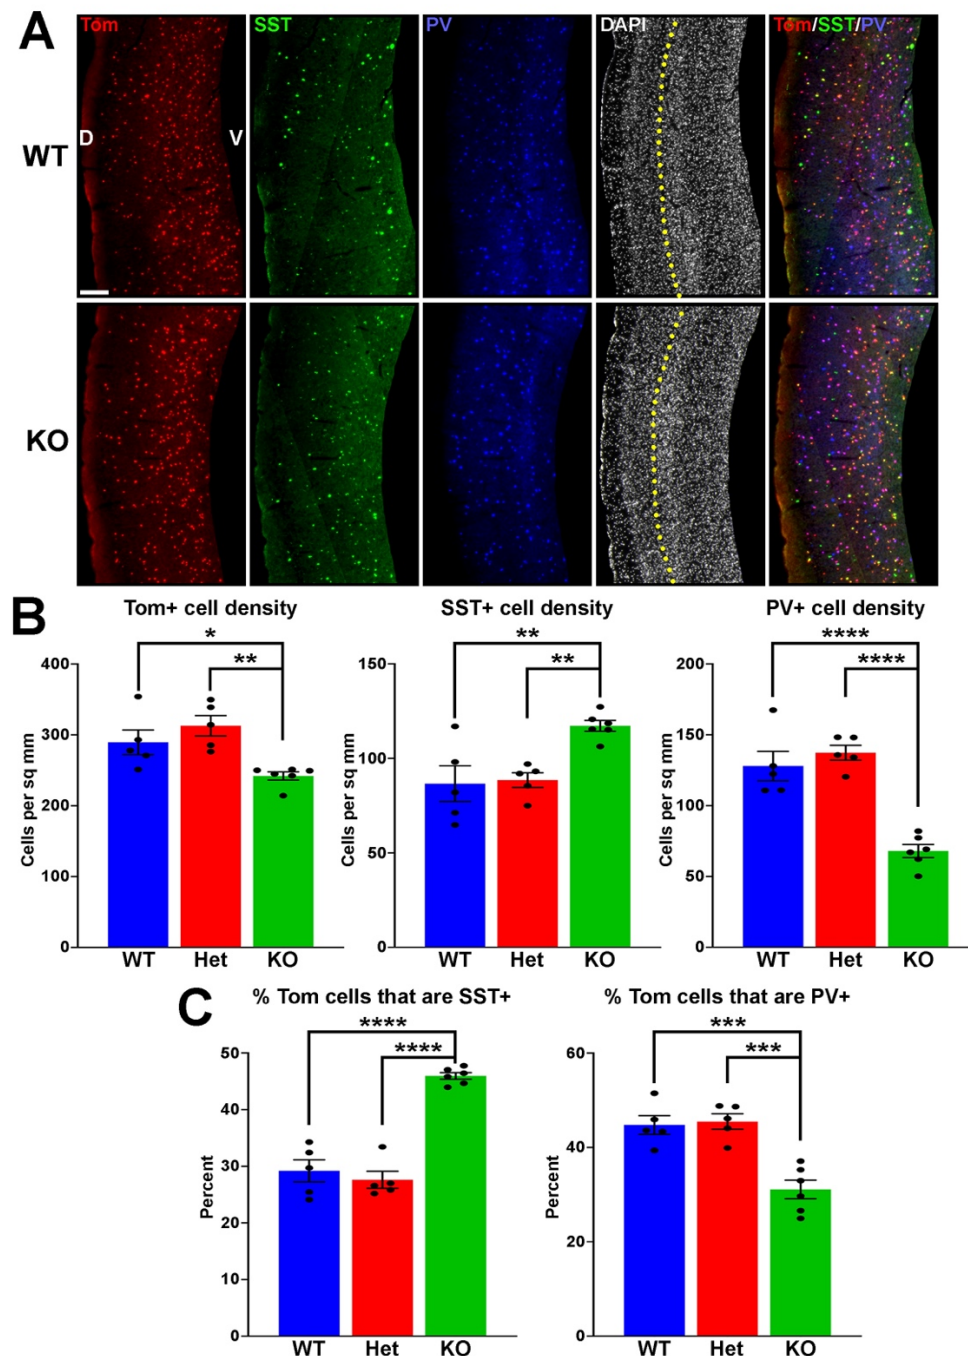 A
Tom SST PV DAPI Tom/SST/PV
D V
WT
KO
B
Tom+ cell density SST+ cell density PV+ cell density
* ** ** ** **** ****
Cells per sq mm
400
300
200
100
0
WT Het KO
Cells per sq mm
150
100
50
0
WT Het KO
Cells per sq mm
200
150
100
50
0
WT Het KO
C
% Tom cells that are SST+ % Tom cells that are PV+
**** **** *** ***
Percent
50
40
30
20
10
0
WT Het KO
Percent
60
40
20
0
WT Het KO